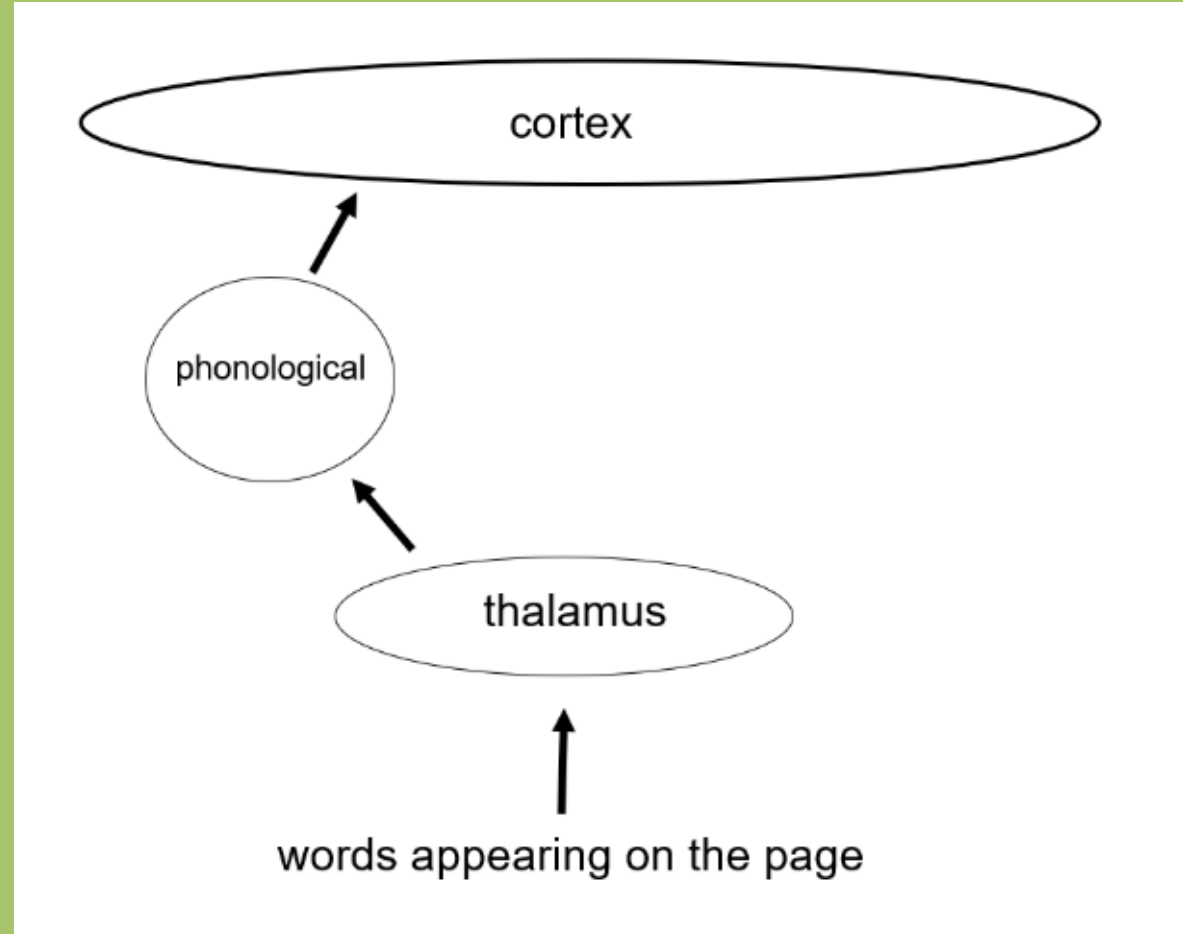 cortex
phonological
thalamus
words appearing on the page